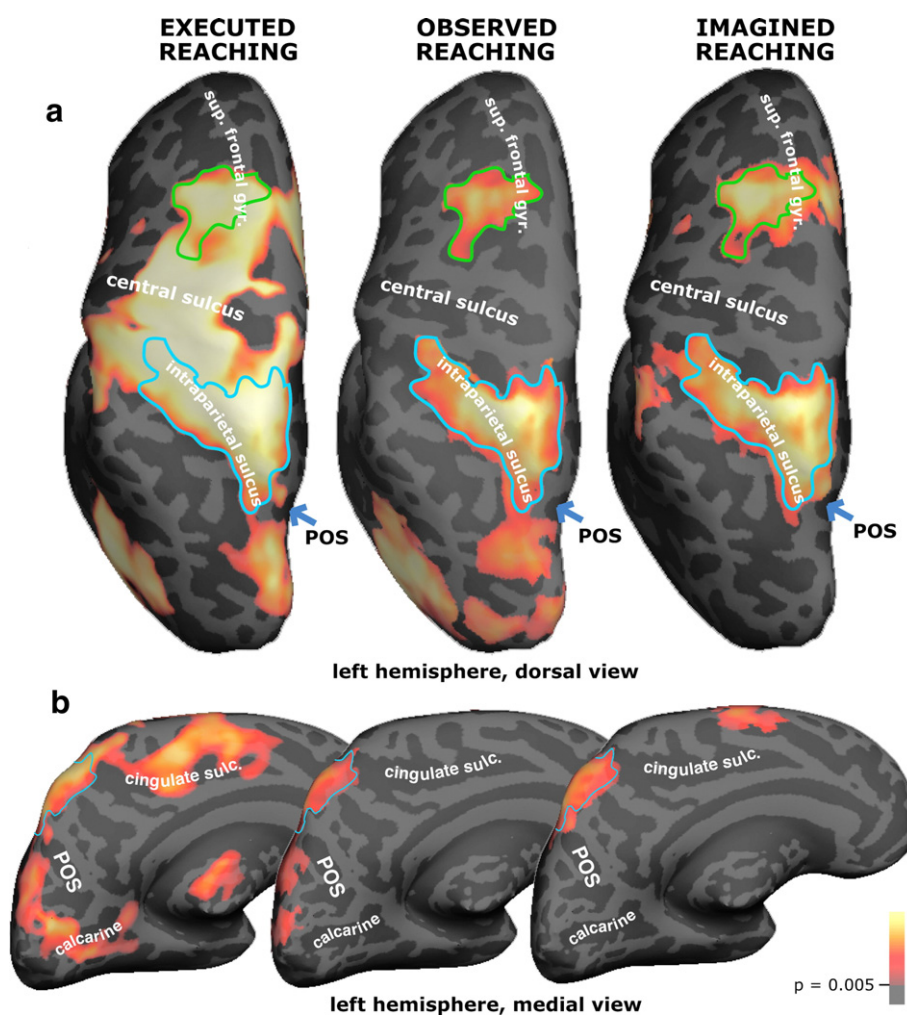 EXECUTED
REACHING
OBSERVED
REACHING
IMAGINED
REACHING
a
sup. frontal gyr.
sup. frontal gyr.
sup. frontal gyr.
central sulcus
central sulcus
central sulcus
intraparietal sulcus
intraparietal sulcus
intraparietal sulcus
POS
POS
POS
left hemisphere, dorsal view
b
cingulate sulc.
cingulate sulc.
cingulate sulc.
POS
POS
POS
calcarine
calcarine
calcarine
p = 0.005
left hemisphere, medial view